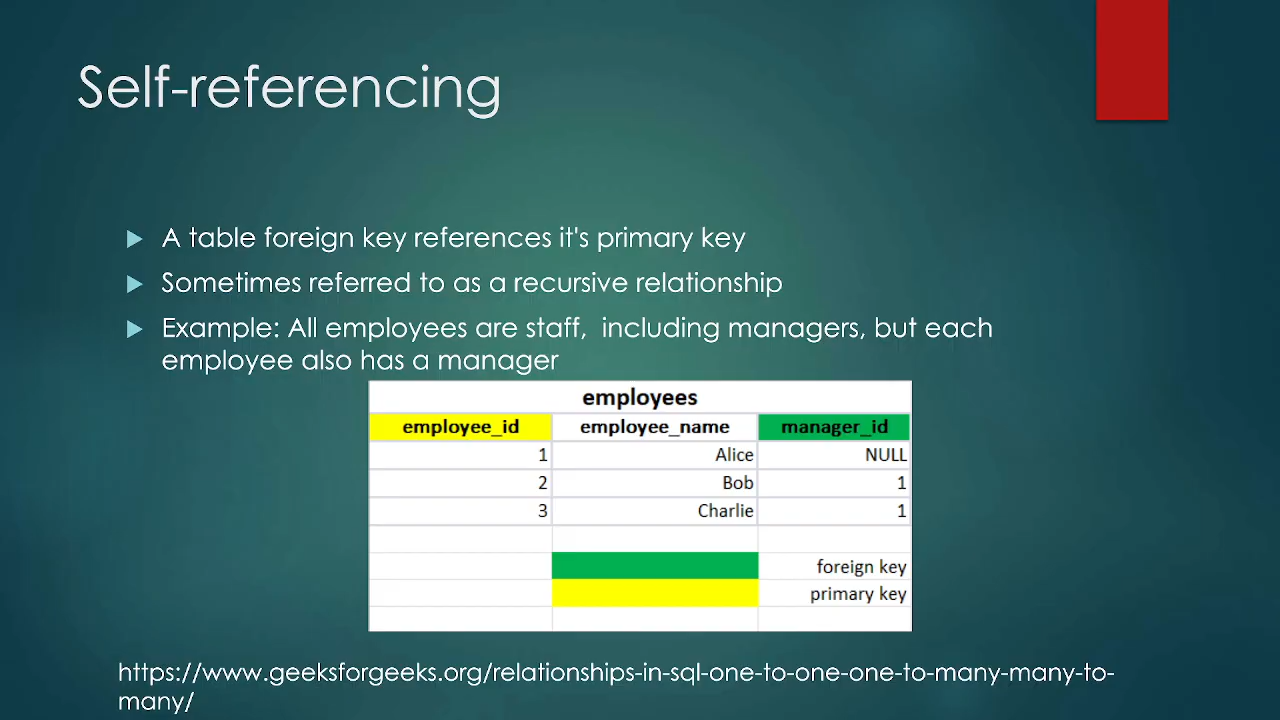 Self-referencing
A table foreign key references it's primary key
Sometimes referred to as a recursive relationship
Example: All employees are staff,  including managers, but each
employee also has a manager
employees
employee_id employee_name manager_id
1 Alice NULL
2 Bob 1
3 Charlie 1
foreign key
primary key
https://www.geeksforgeeks.org/relationships-in-sql-one-to-one-one-to-many-many-to-
many/